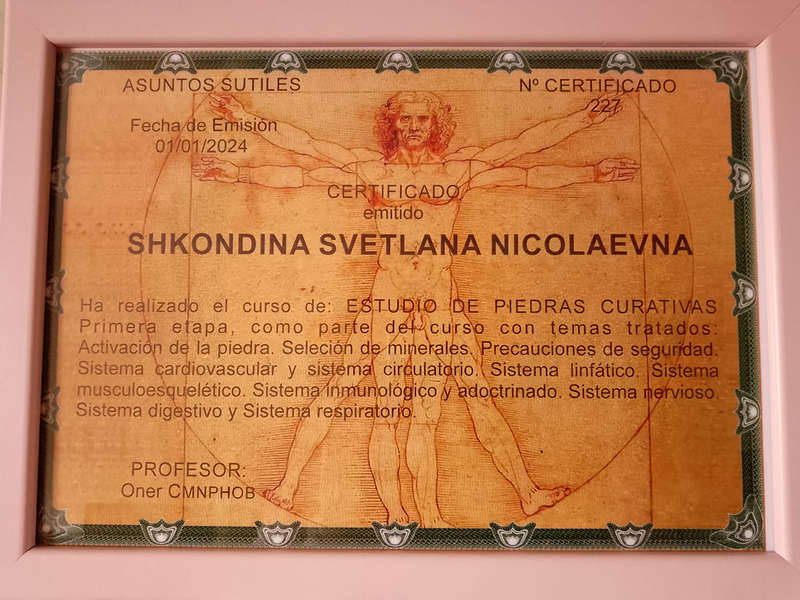 ASUNTOS SUTILES
Nº CERTIFICADO
227
Fecha de Emisión
01/01/2024
CERTIFICADO
emitido
SHKONDINA SVETLANA NICOLAEVNA
Ha realizado el curso de: ESTUDIO DE PIEDRAS CURATIVAS
Primera etapa, como parte del curso con temas tratados:
Activación de la piedra. Seleción de minerales. Precauciones de seguridad.
Sistema cardiovascular y sistema circulatorio. Sistema linfático. Sistema
musculoesquelético. Sistema inmunológico y adoctrinado. Sistema nervioso.
Sistema digestivo y Sistema respiratorio.
PROFESOR:
Oner CMNPHOB